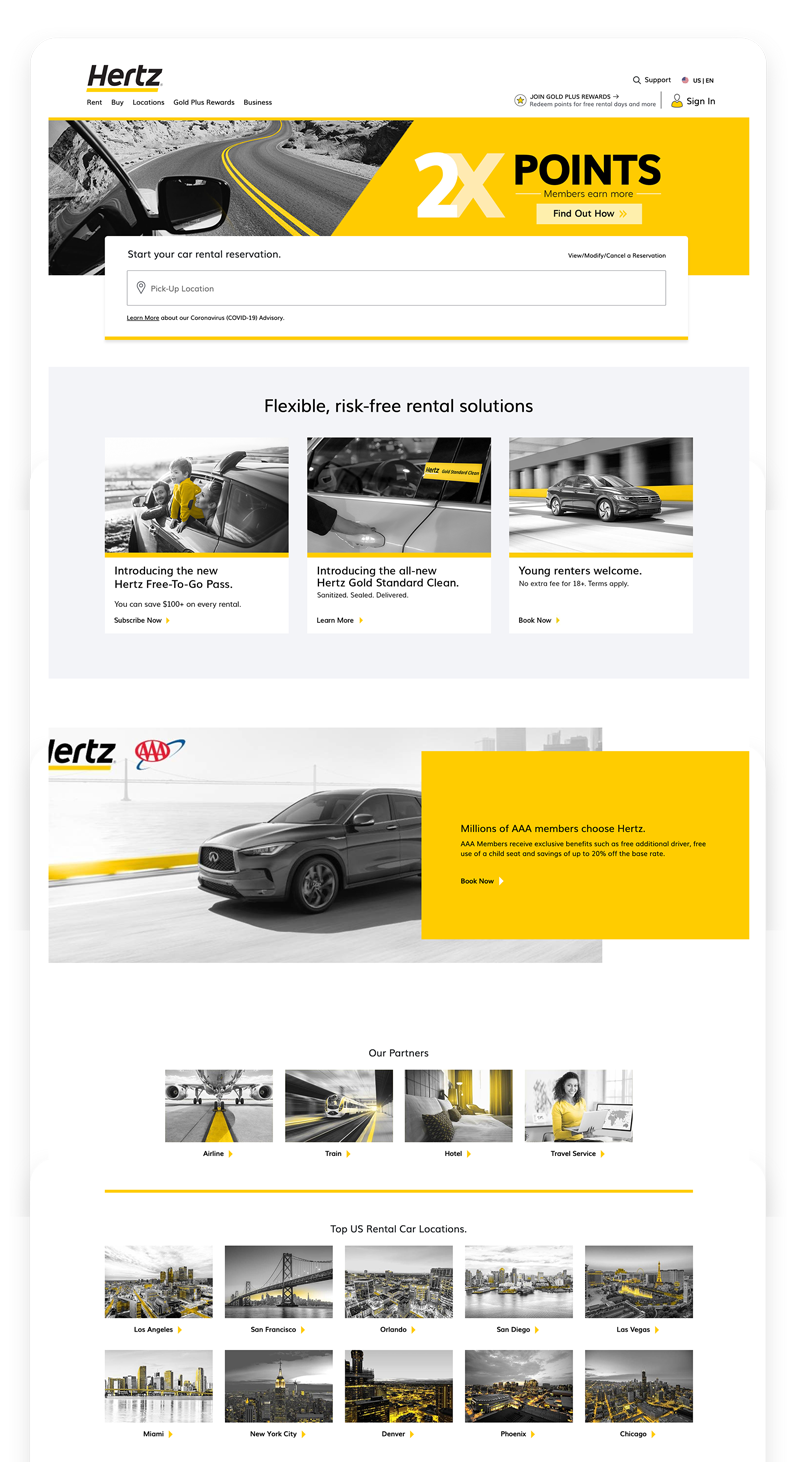 Hertz
Support
US | EN
Rent Buy Locations Gold Plus Rewards Business
JOIN GOLD PLUS REWARDS →
Redeem points for free rental days and more
Sign In
2X POINTS
Members earn more
Find Out How
Start your car rental reservation.
View/Modify/Cancel a Reservation
Pick-Up Location
Learn More about our Coronavirus (COVID-19) Advisory.
Flexible, risk-free rental solutions
Hertz Gold Standard Clean
Introducing the new
Hertz Free-To-Go Pass.
You can save $100+ on every rental.
Subscribe Now
Introducing the all-new
Hertz Gold Standard Clean.
Sanitized. Sealed. Delivered.
Learn More
Young renters welcome.
No extra fee for 18+. Terms apply.
Book Now
lertz
AAA
Millions of AAA members choose Hertz.
AAA Members receive exclusive benefits such as free additional driver, free
use of a child seat and savings of up to 20% off the base rate.
Book Now
Our Partners
Airline
Train
Hotel
Travel Service
Top US Rental Car Locations.
Los Angeles
San Francisco
Orlando
San Diego
Las Vegas
Miami
New York City
Denver
Phoenix
Chicago